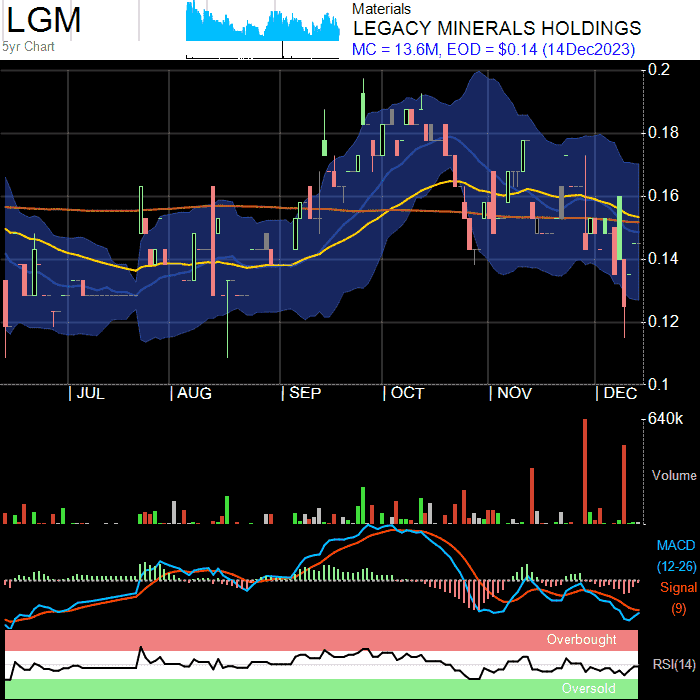 LGM
5yr Chart
Materials
LEGACY MINERALS HOLDINGS
MC = 13.6M, EOD = $0.14 (14Dec2023)
0.2
0.18
0.16
0.14
0.12
0.1
| JUL | AUG | SEP | OCT | NOV | DEC
640k
Volume
MACD
(12-26)
Signal
(9)
Overbought
RSI(14)
Oversold